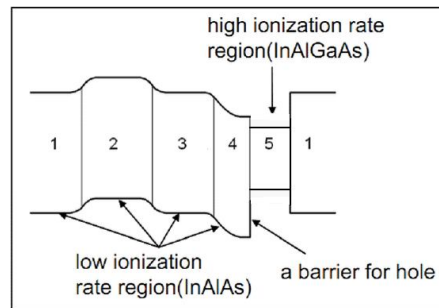 high ionization rate
region(InAlGaAs)
1 2 3 4 5 1
low ionization
rate region(InAlAs)
a barrier for hole